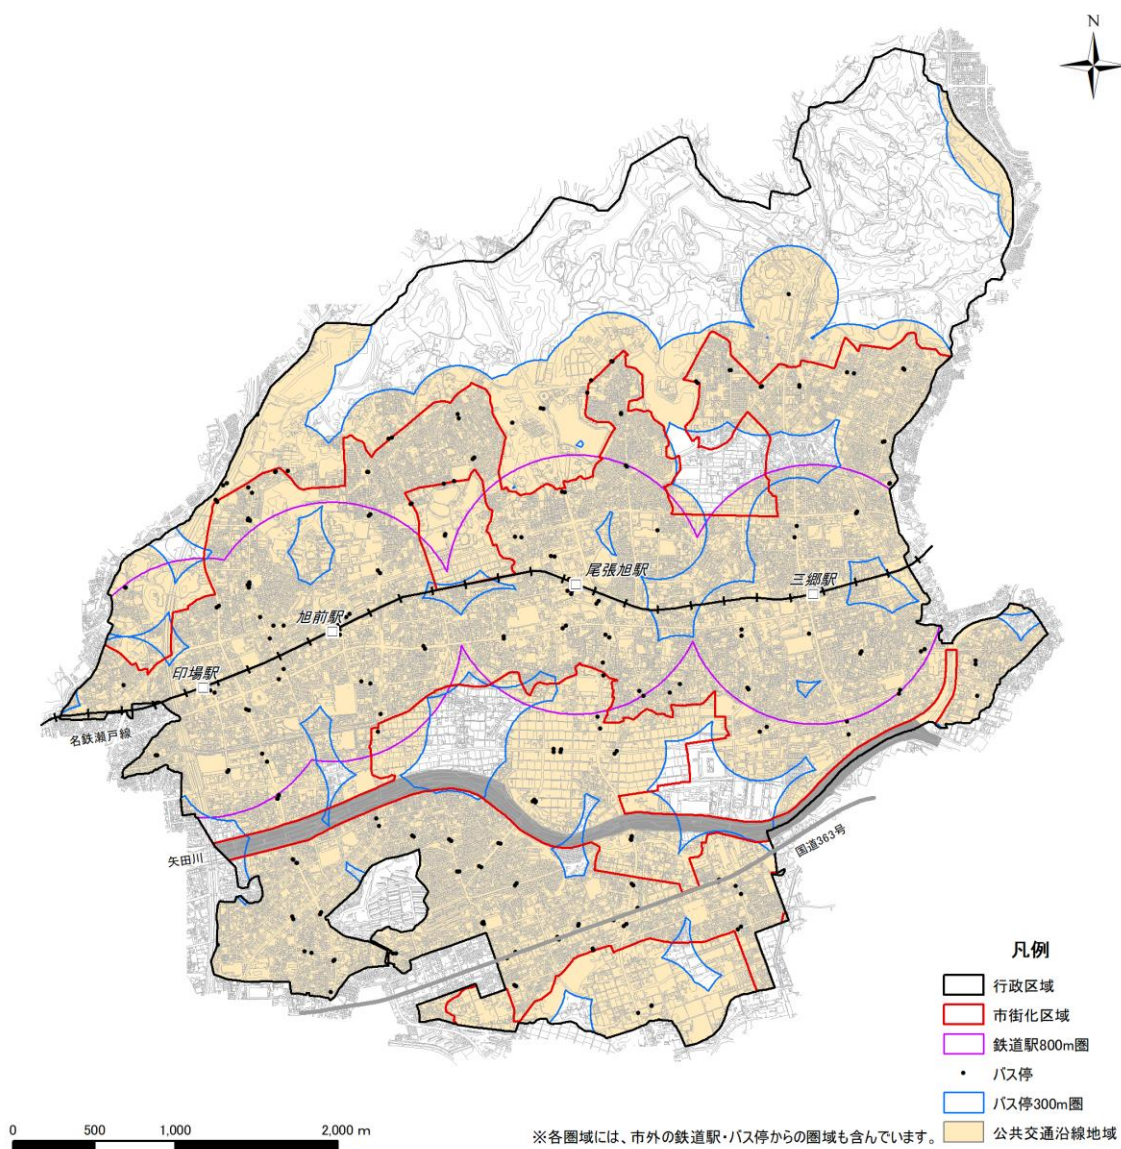 N
尾張旭駅
三郷駅
旭前駅
印場駅
名鉄瀬戸線
矢田川
国道363号
凡例
行政区域
市街化区域
鉄道駅800m圏
バス停
バス停300m圏
公共交通沿線地域
0 500 1,000 2,000 m
※各圏域には、市外の鉄道駅・バス停からの圏域も含んでいます。